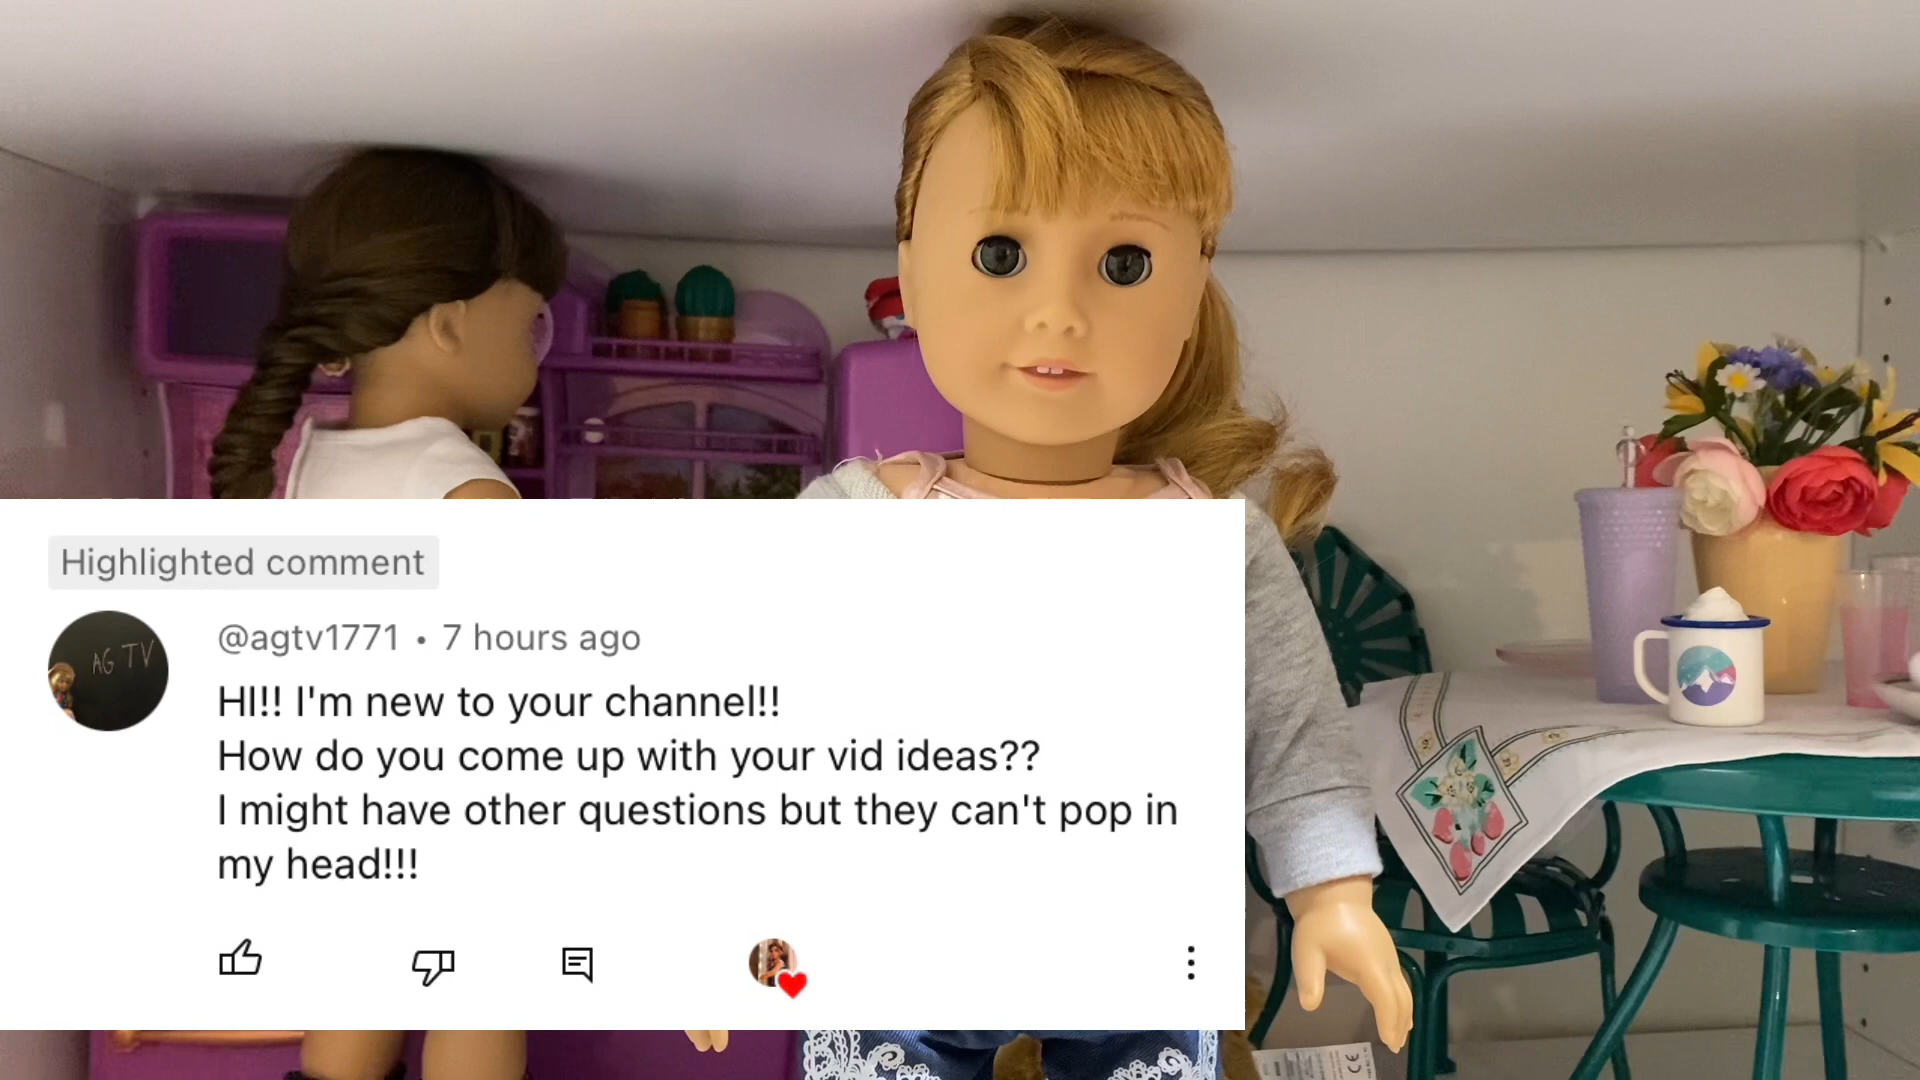 Highlighted comment
AG TV
@agtv1771 • 7 hours ago
HI!! I'm new to your channel!!
How do you come up with your vid ideas??
I might have other questions but they can't pop in
my head!!!
CE